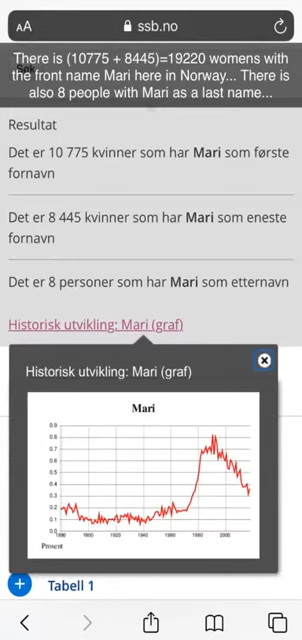 AA
ssb.no
There is (10775 + 8445)=19220 womens with
the front name Mari here in Norway... There is
also 8 people with Mari as a last name...
Resultat
Det er 10 775 kvinner som har Mari som første
fornavn
Det er 8 445 kvinner som har Mari som eneste
fornavn
Det er 8 personer som har Mari som etternavn
Historisk utvikling: Mari (graf)
Historisk utvikling: Mari (graf)
Mari
0.9
0.8
0.7
0.6
0.5
0.4
0.3
0.2
0.1
0.0
1880 1900 1920 1940 1960 1980 2000
Prosent
Tabell 1